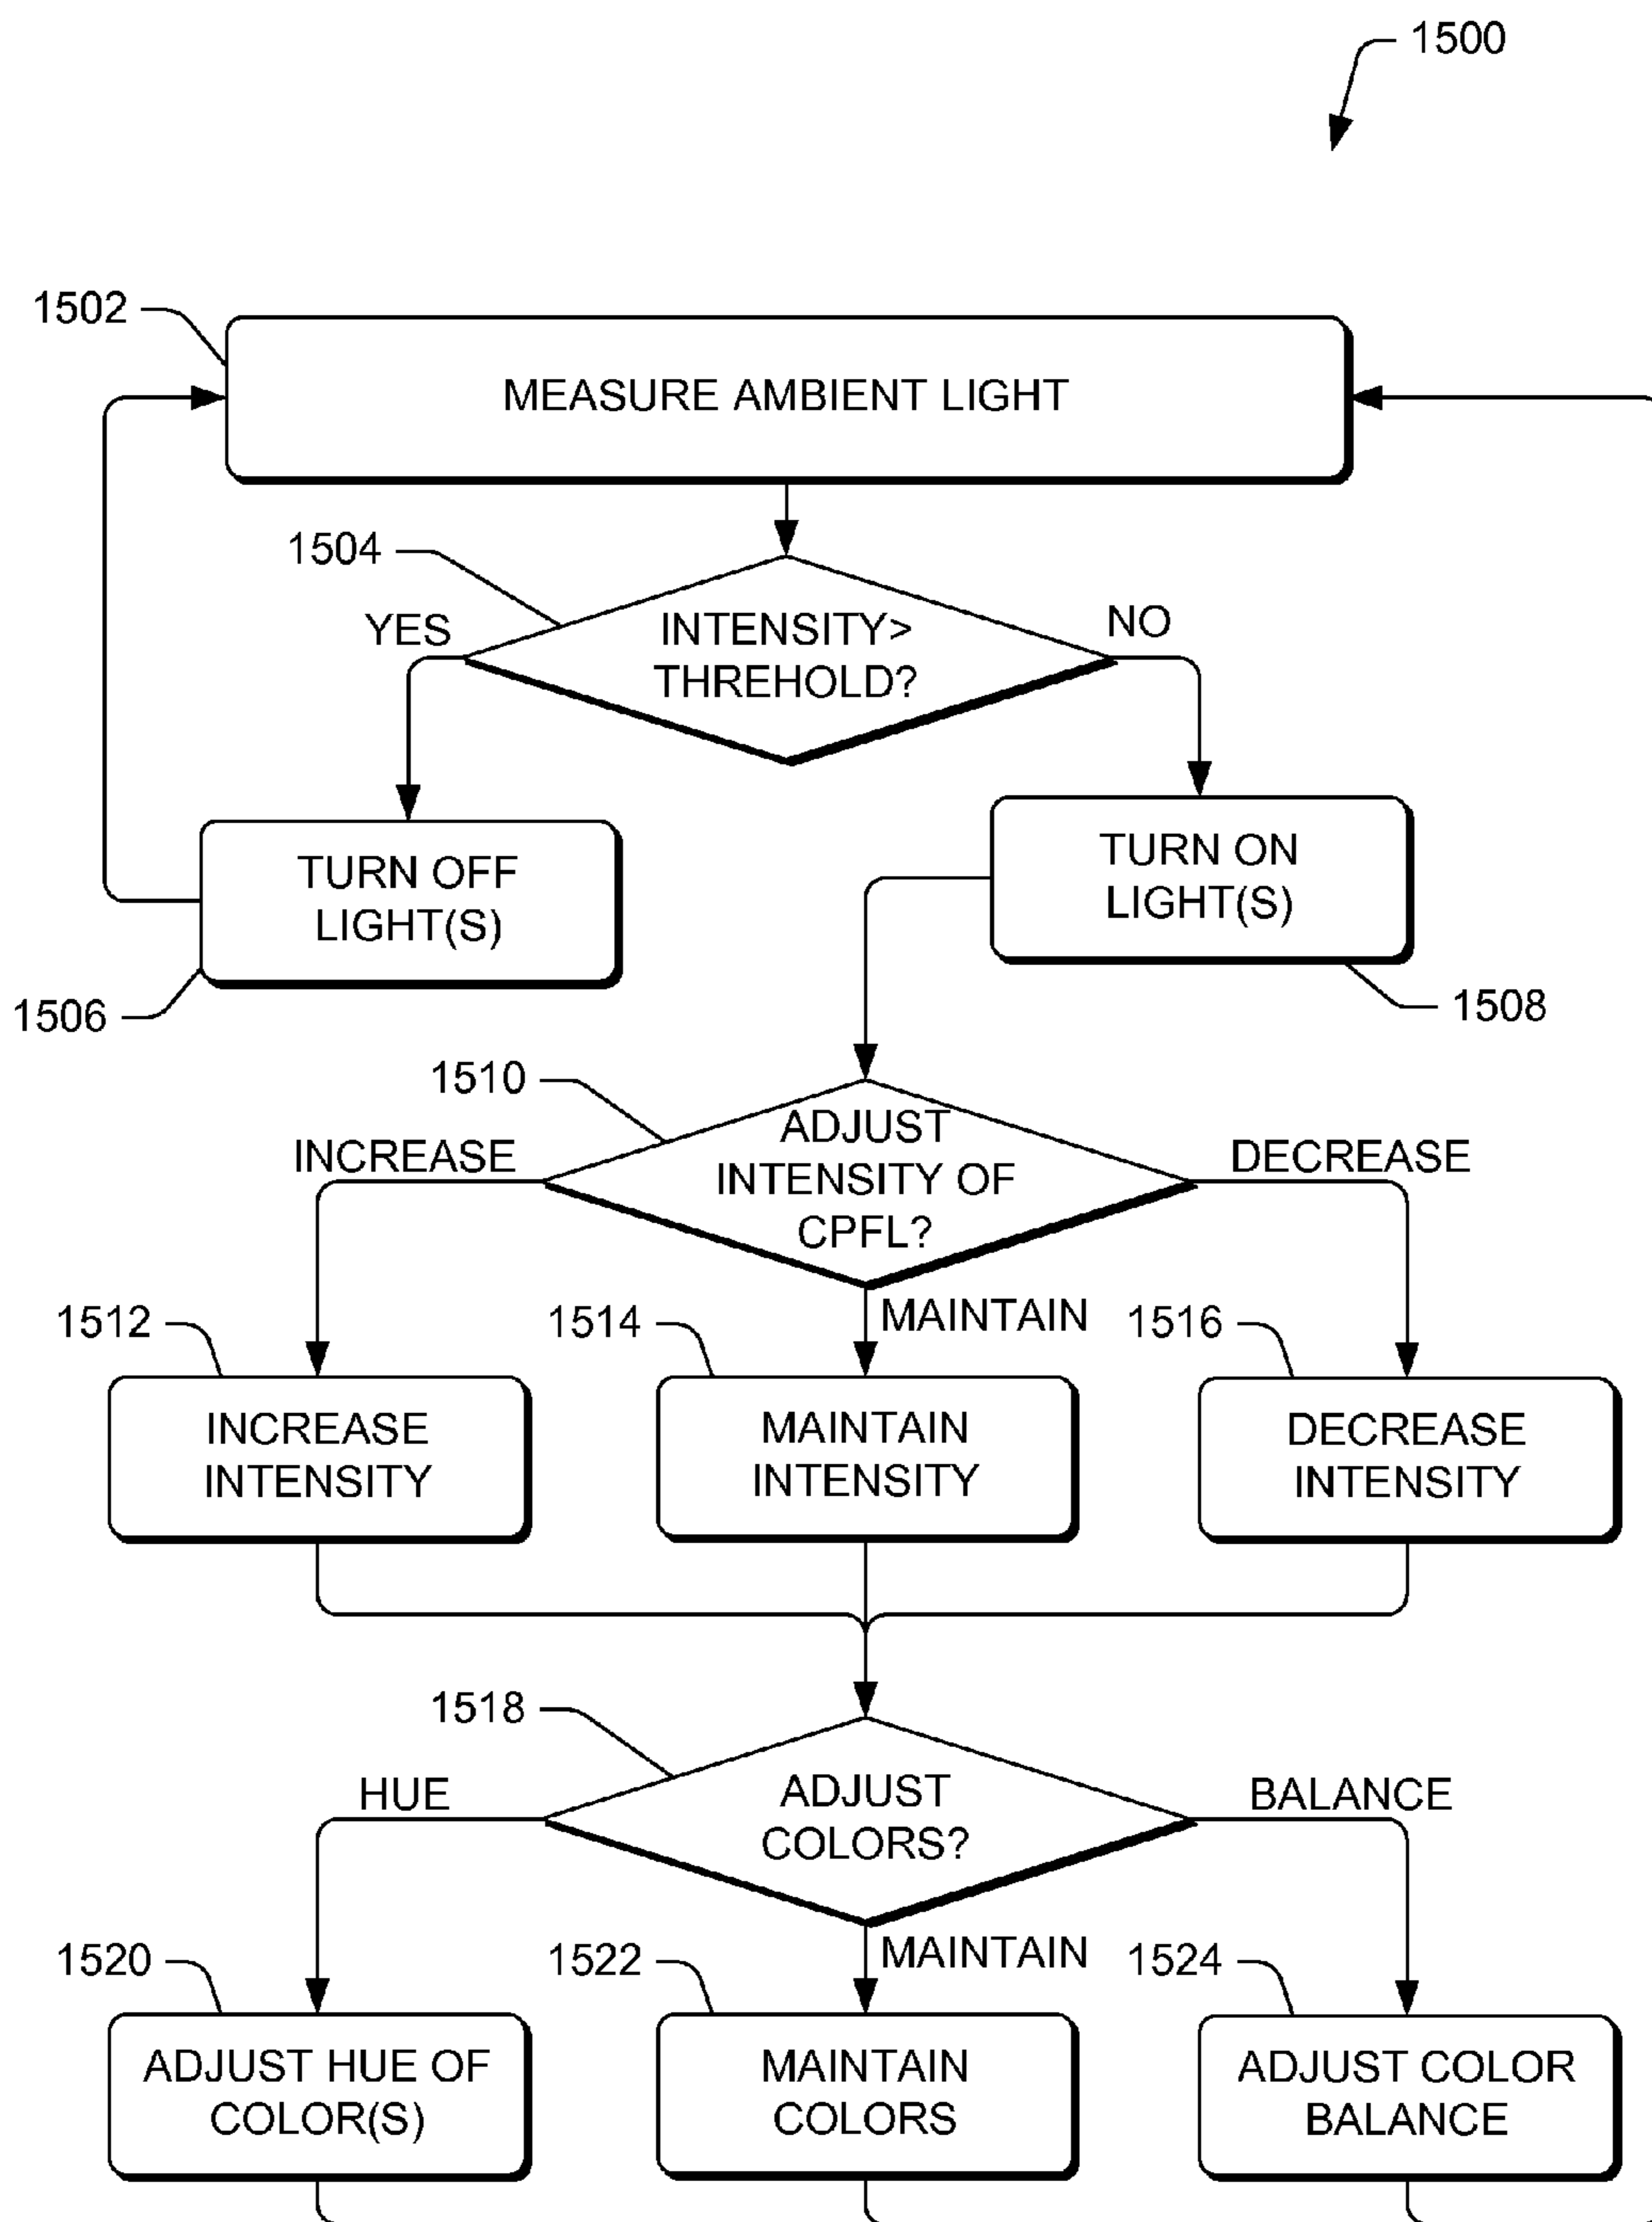 1500
1502
MEASURE AMBIENT LIGHT
1504
YES
INTENSITY>
THREHOLD?
NO
TURN OFF
LIGHT(S)
TURN ON
LIGHT(S)
1506
1508
1510
INCREASE
ADJUST
INTENSITY OF
CPFL?
DECREASE
MAINTAIN
1512
1514
1516
INCREASE
INTENSITY
MAINTAIN
INTENSITY
DECREASE
INTENSITY
1518
HUE
ADJUST
COLORS?
BALANCE
MAINTAIN
1520
1522
1524
ADJUST HUE OF
COLOR(S)
MAINTAIN
COLORS
ADJUST COLOR
BALANCE